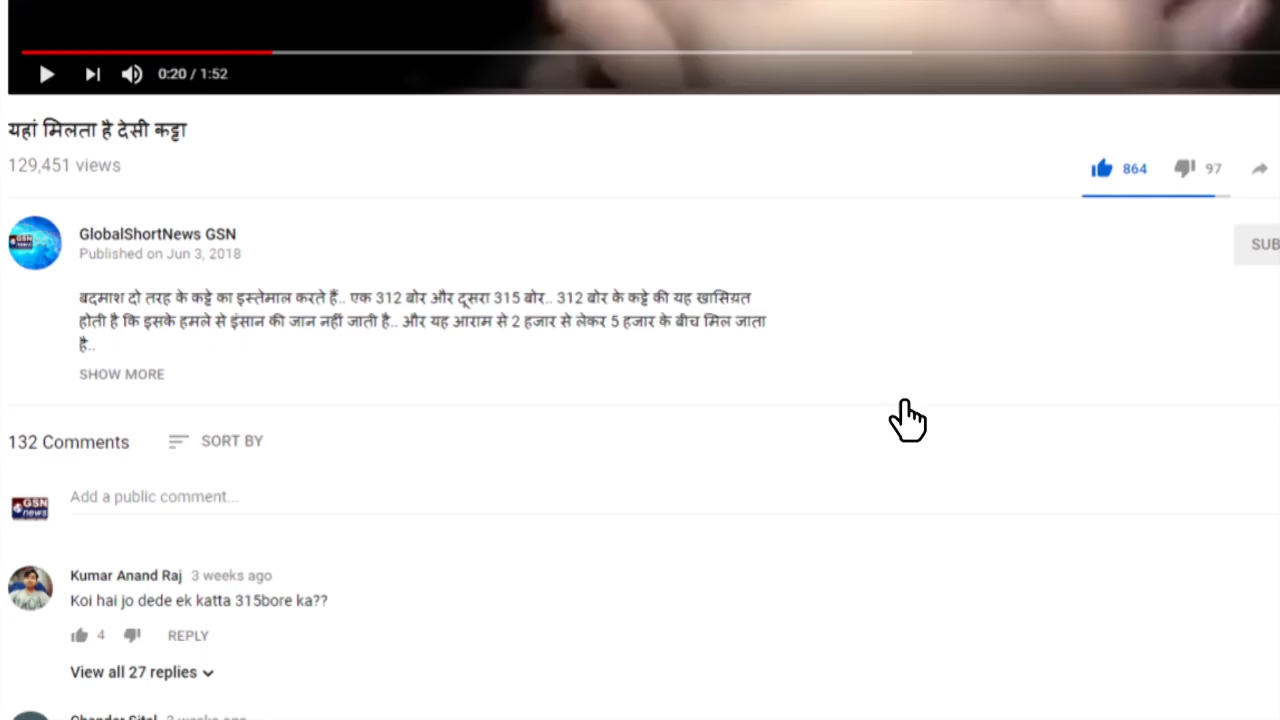 0:20 / 1:52
यहां मिलता है देसी कट्टा
129,451 views
864
97
GlobalShortNews GSN
Published on Jun 3, 2018
SUB
बदमाश दो तरह के कट्टे का इस्तेमाल करते हैं.. एक 312 बोर और दूसरा 315 बोर.. 312 बोर के कट्टे की यह खासियत
होती है कि इसके हमले से इंसान की जान नहीं जाती है.. और यह आराम से 2 हजार से लेकर 5 हजार के बीच मिल जाता
है..
SHOW MORE
132 Comments
SORT BY
GSN
news
Add a public comment...
Kumar Anand Raj 3 weeks ago
Koi hai jo dede ek katta 315bore ka??
4
REPLY
View all 27 replies